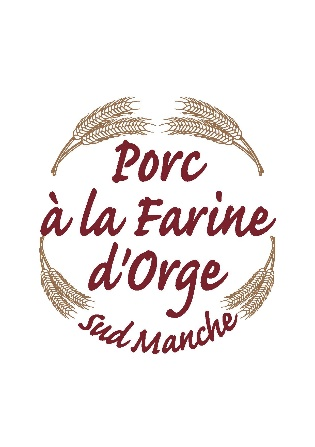 Porc
à la Farine
d'Orge
Sud Manche